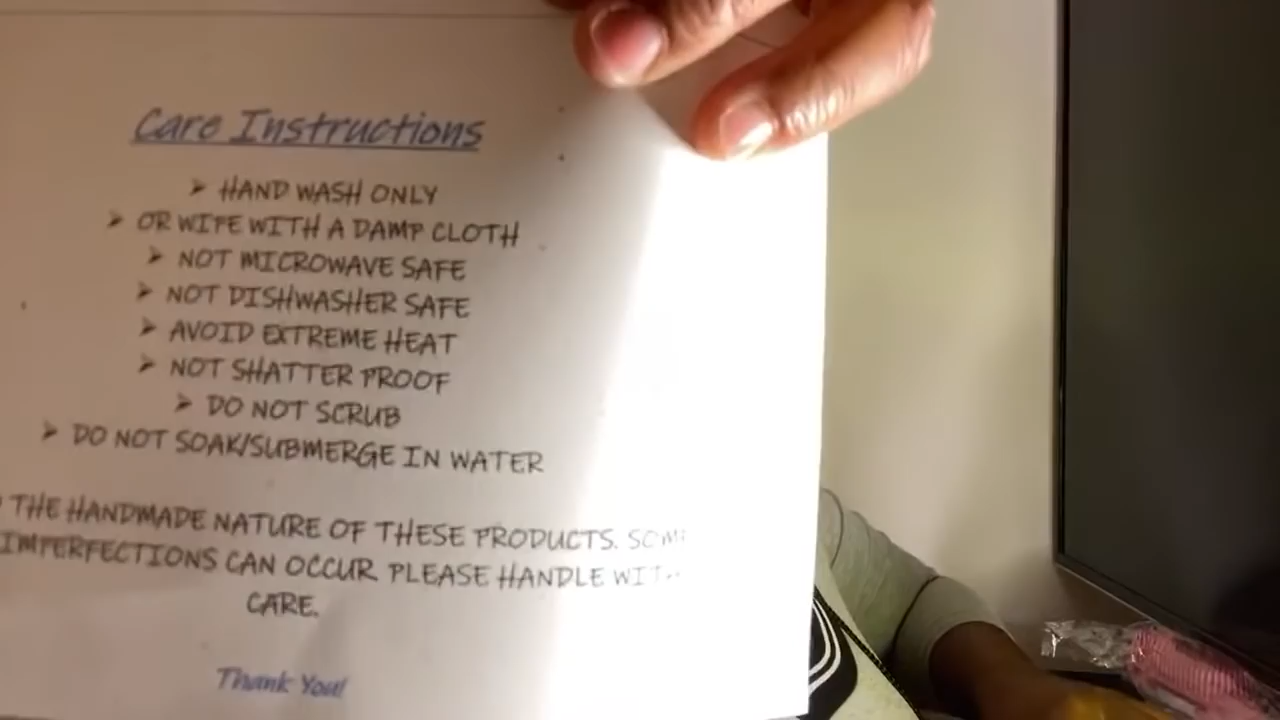 Care Instructions
➢ HAND WASH ONLY
➢ OR WIPE WITH A DAMP CLOTH
➢ NOT MICROWAVE SAFE
➢ NOT DISHWASHER SAFE
➢ AVOID EXTREME HEAT
➢ NOT SHATTER PROOF
➢ DO NOT SCRUB
➢ DO NOT SOAK/SUBMERGE IN WATER
THE HANDMADE NATURE OF THESE PRODUCTS. SOME
IMPERFECTIONS CAN OCCUR PLEASE HANDLE WITH
CARE.
Thank You!